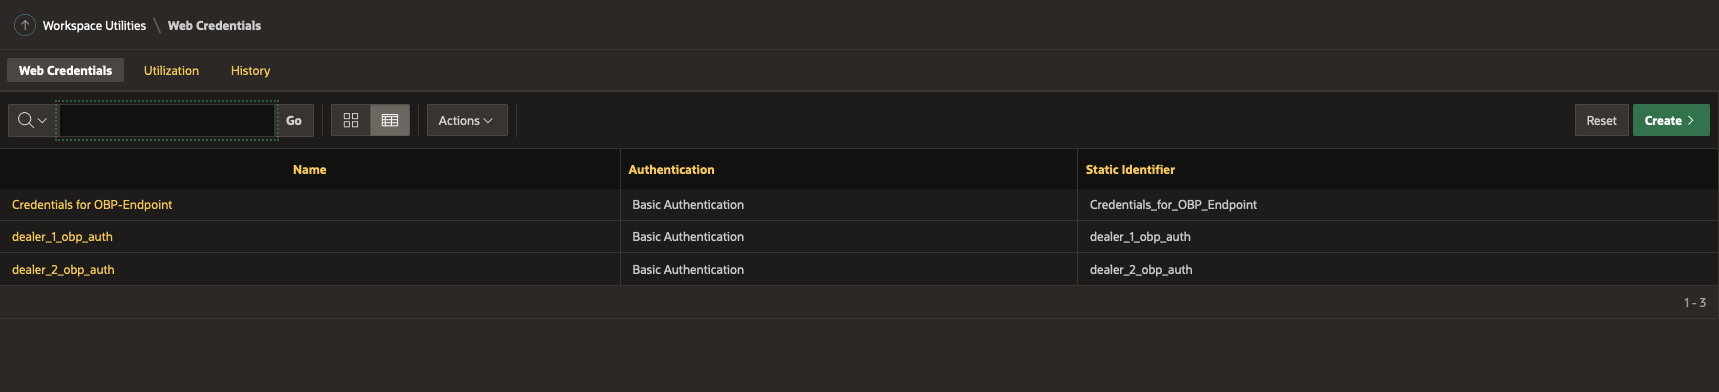 Workspace Utilities \ Web Credentials
Web Credentials Utilization History
Go Actions Reset Create
Name Authentication Static Identifier
Credentials for OBP-Endpoint Basic Authentication Credentials_for_OBP_Endpoint
dealer_1_obp_auth Basic Authentication dealer_1_obp_auth
dealer_2_obp_auth Basic Authentication dealer_2_obp_auth
1 - 3